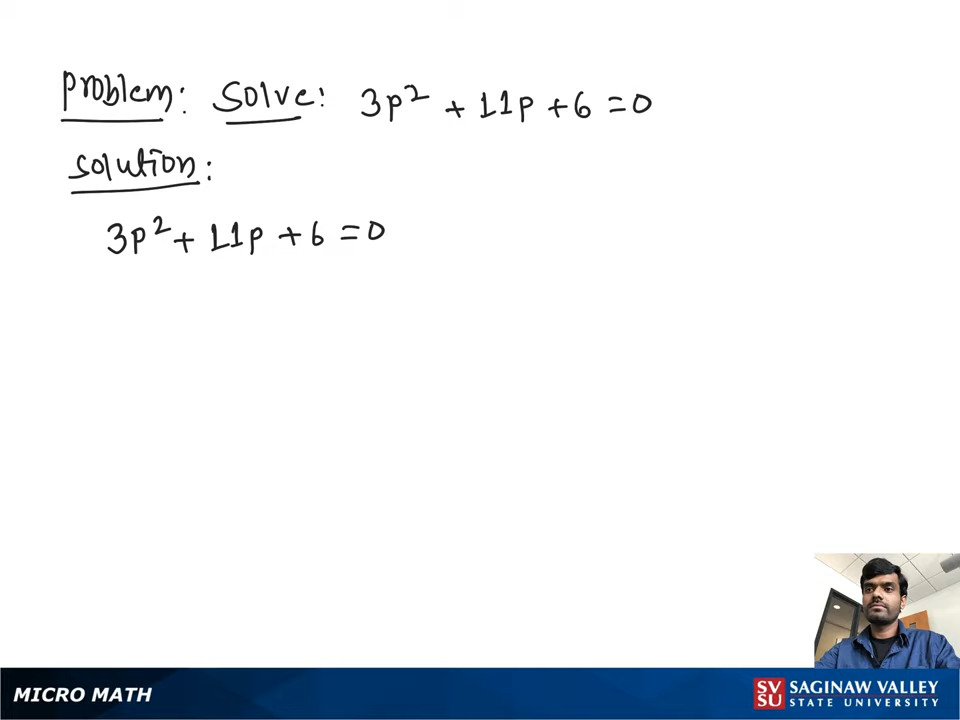 Problem: Solve: 3p² + 11p + 6 = 0
Solution:
3p² + 11p + 6 = 0
MICRO MATH
SV SU SAGINAW VALLEY STATE UNIVERSITY